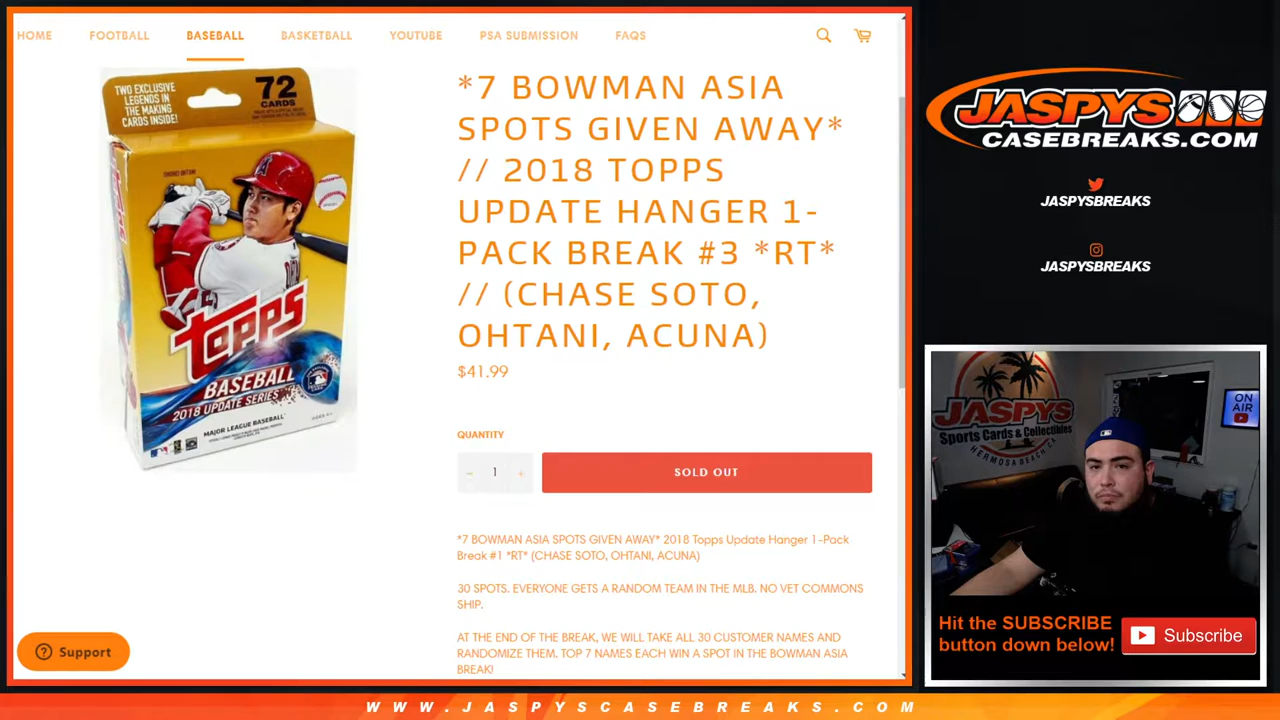 HOME FOOTBALL BASEBALL BASKETBALL YOUTUBE PSA SUBMISSION FAQS
TWO EXCLUSIVE
LEGENDS IN
THE MAKING
CARDS INSIDE!
72
CARDS
SHOHEI OHTANI
topps
BASEBALL
2018 UPDATE SERIES
MAJOR LEAGUE BASEBALL
*7 BOWMAN ASIA
SPOTS GIVEN AWAY*
// 2018 TOPPS
UPDATE HANGER 1-
PACK BREAK #3 *RT*
// (CHASE SOTO,
OHTANI, ACUNA)
$41.99
QUANTITY
− 1 +
SOLD OUT
*7 BOWMAN ASIA SPOTS GIVEN AWAY* 2018 Topps Update Hanger 1-Pack
Break #1 *RT* (CHASE SOTO, OHTANI, ACUNA)
30 SPOTS. EVERYONE GETS A RANDOM TEAM IN THE MLB. NO VET COMMONS
SHIP.
AT THE END OF THE BREAK, WE WILL TAKE ALL 30 CUSTOMER NAMES AND
RANDOMIZE THEM. TOP 7 NAMES EACH WIN A SPOT IN THE BOWMAN ASIA
BREAK!
Support
JASPYS
CASEBREAKS.COM
JASPYSBREAKS
JASPYSBREAKS
JASPYS
Sports Cards & Collectibles
HERMOSA BEACH, CA
ON
AIR
Hit the SUBSCRIBE
button down below!
Subscribe
WWW.JASPYSCASEBREAKS.COM